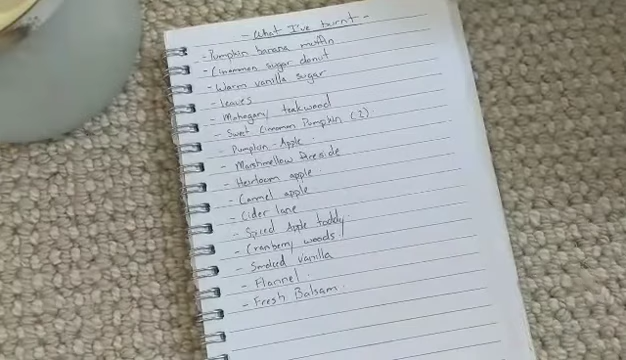 - What I've burnt -
- Pumpkin banana muffin
- Cinnamon sugar donut
- Warm vanilla sugar
- Leaves
- Mahogany teakwood
- Sweet Cinnamon Pumpkin (2)
- Pumpkin Apple
- Marshmallow Fireside
- Heirloom apple
- Carmel apple
- Cider lane
- Spiced Apple toddy
- Cranberry woods
- Smoked vanilla
- Flannel
- Fresh Balsam